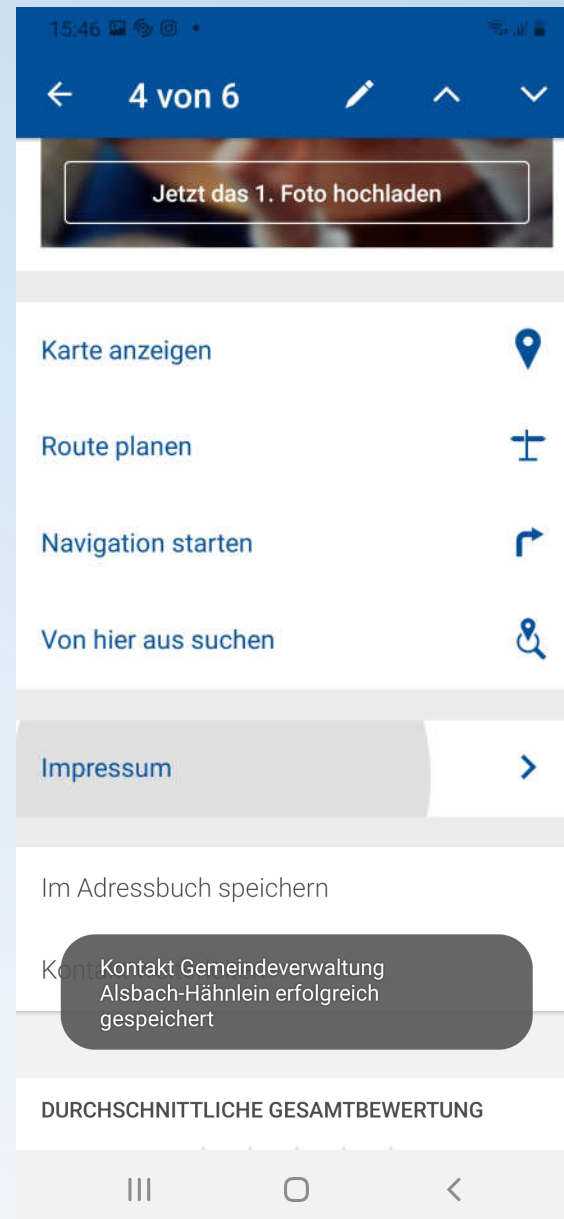 15:46
4 von 6
Jetzt das 1. Foto hochladen
Karte anzeigen
Route planen
Navigation starten
Von hier aus suchen
Impressum
Im Adressbuch speichern
Kontakt Gemeindeverwaltung
Alsbach-Hähnlein erfolgreich
gespeichert
DURCHSCHNITTLICHE GESAMTBEWERTUNG